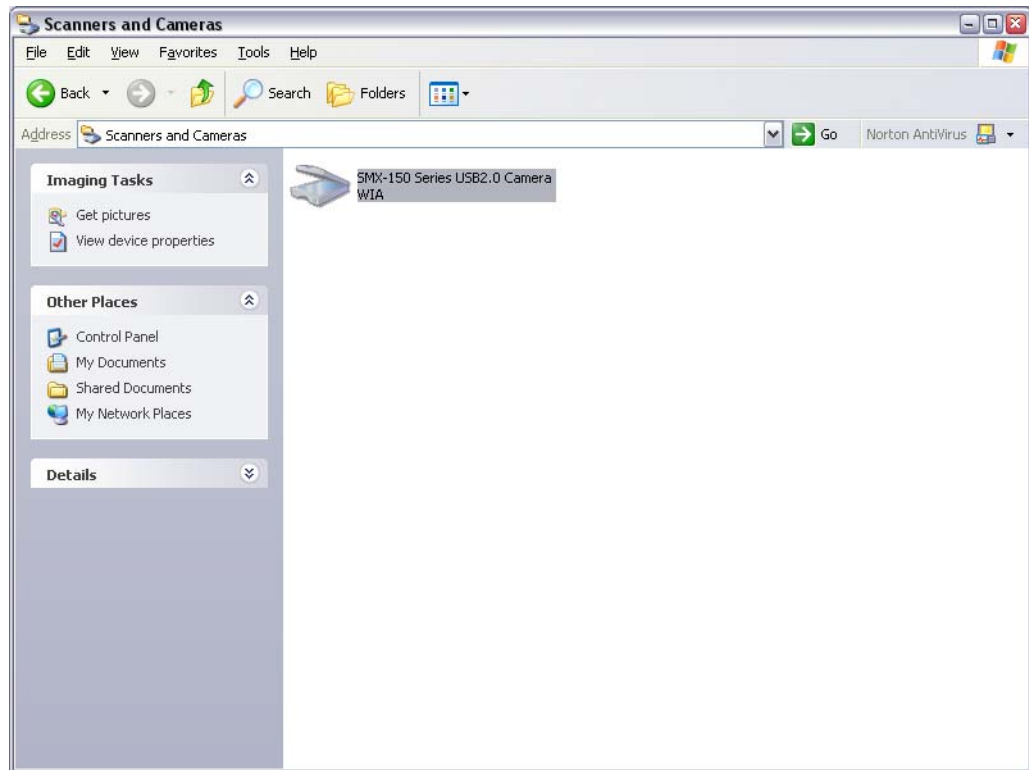 Scanners and Cameras
File Edit View Favorites Tools Help
Back Search Folders
Address Scanners and Cameras Go Norton AntiVirus
Imaging Tasks
Get pictures
View device properties
Other Places
Control Panel
My Documents
Shared Documents
My Network Places
Details
SMX-150 Series USB2.0 Camera
WIA